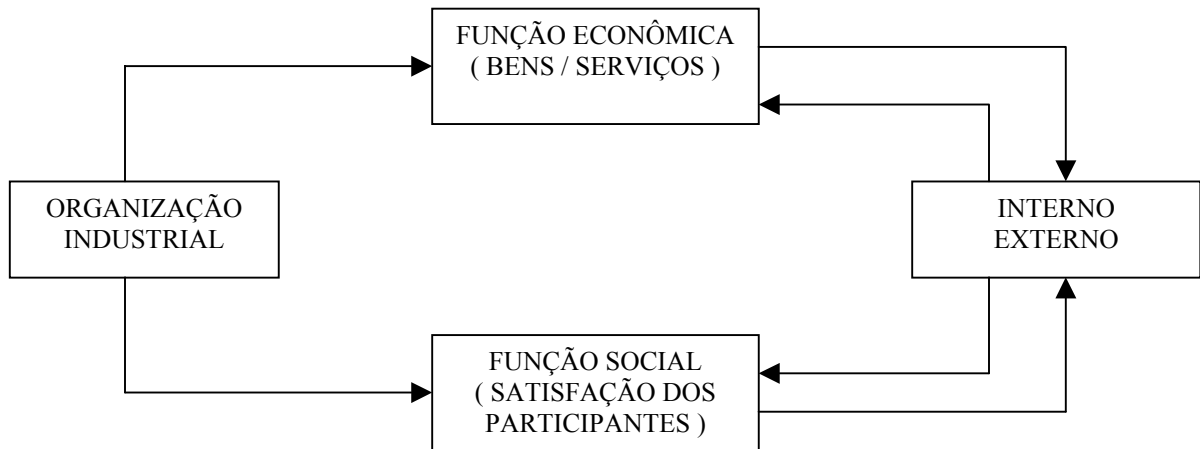 FUNÇÃO ECONÔMICA
( BENS / SERVIÇOS )
ORGANIZAÇÃO
INDUSTRIAL
INTERNO
EXTERNO
FUNÇÃO SOCIAL
( SATISFAÇÃO DOS
PARTICIPANTES )